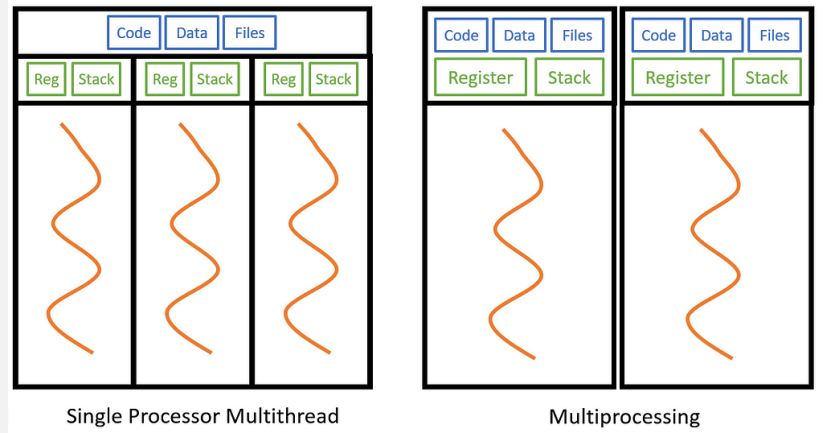 Code Data Files
Reg Stack Reg Stack Reg Stack
Single Processor Multithread
Code Data Files Code Data Files
Register Stack Register Stack
Multiprocessing